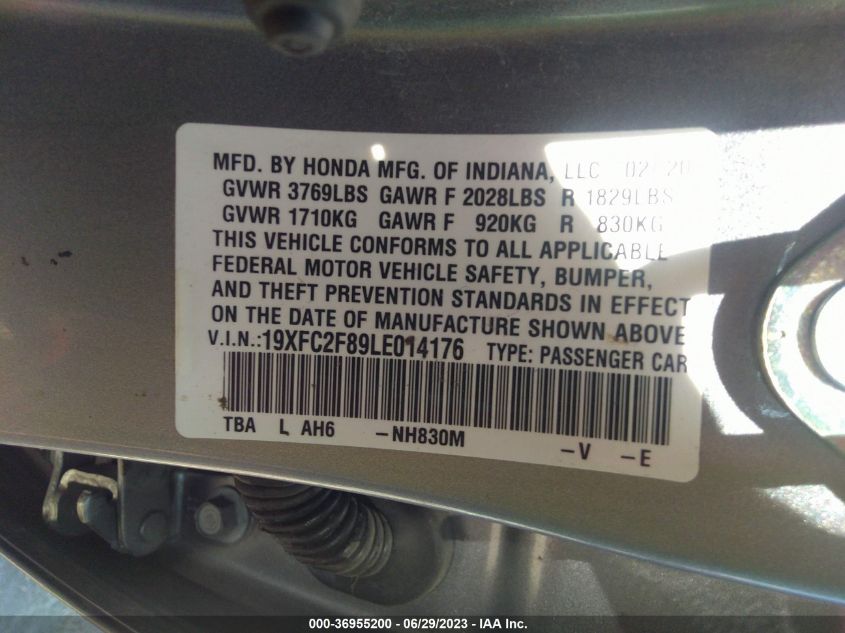 MFD. BY HONDA MFG. OF INDIANA, LLC 02/20
GVWR 3769LBS GAWR F 2028LBS R 1829LBS
GVWR 1710KG GAWR F 920KG R 830KG
THIS VEHICLE CONFORMS TO ALL APPLICABLE
FEDERAL MOTOR VEHICLE SAFETY, BUMPER,
AND THEFT PREVENTION STANDARDS IN EFFECT
ON THE DATE OF MANUFACTURE SHOWN ABOVE
V.I.N.:19XFC2F89LE014176 TYPE: PASSENGER CAR
TBA L AH6 -NH830M -V -E
000-36955200 - 06/29/2023 - IAA Inc.